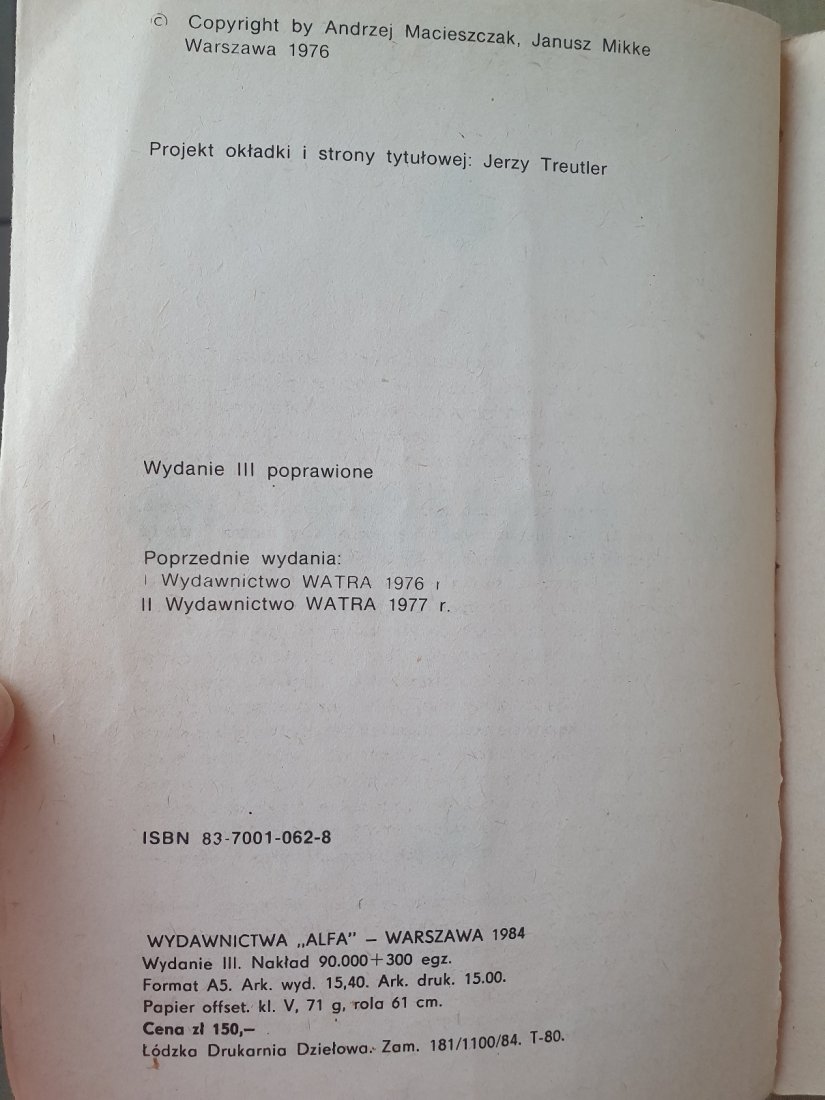 © Copyright by Andrzej Macieszczak, Janusz Mikke
Warszawa 1976
Projekt okładki i strony tytułowej: Jerzy Treutler
Wydanie III poprawione
Poprzednie wydania:
I Wydawnictwo WATRA 1976 r
II Wydawnictwo WATRA 1977 r.
ISBN 83-7001-062-8
WYDAWNICTWA „ALFA” – WARSZAWA 1984
Wydanie III. Nakład 90.000+300 egz.
Format A5. Ark. wyd. 15,40. Ark. druk. 15.00.
Papier offset. kl. V, 71 g, rola 61 cm.
Cena zł 150,–
Łódzka Drukarnia Dziełowa. Zam. 181/1100/84. T-80.